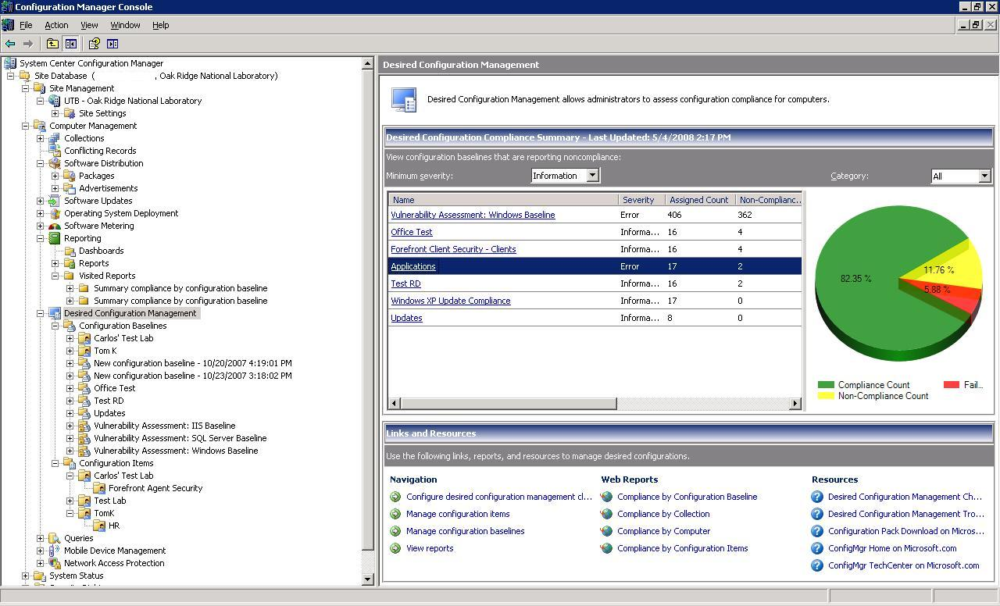 Configuration Manager Console
File Action View Window Help
System Center Configuration Manager
Site Database ( , Oak Ridge National Laboratory)
Site Management
UTB - Oak Ridge National Laboratory
Site Settings
Computer Management
Collections
Conflicting Records
Software Distribution
Packages
Advertisements
Software Updates
Operating System Deployment
Software Metering
Reporting
Dashboards
Reports
Visited Reports
Summary compliance by configuration baseline
Summary compliance by configuration baseline
Desired Configuration Management
Configuration Baselines
Carlos' Test Lab
Tom K
New configuration baseline - 10/20/2007 4:19:01 PM
New configuration baseline - 10/23/2007 3:18:02 PM
Office Test
Test RD
Updates
Vulnerability Assessment: IIS Baseline
Vulnerability Assessment: SQL Server Baseline
Vulnerability Assessment: Windows Baseline
Configuration Items
Carlos' Test Lab
Forefront Agent Security
Test Lab
TomK
HR
Queries
Mobile Device Management
Network Access Protection
System Status
Desired Configuration Management
Desired Configuration Management allows administrators to assess configuration compliance for computers.
Desired Configuration Compliance Summary - Last Updated: 5/4/2008 2:17 PM
View configuration baselines that are reporting noncompliance:
Minimum severity: Information Category: All
Name Severity Assigned Count Non-Complianc..
Vulnerability Assessment: Windows Baseline Error 406 362
Office Test Informa... 16 4
Forefront Client Security - Clients Informa... 16 4
Applications Error 17 2
Test RD Informa... 16 2
Windows XP Update Compliance Informa... 17 0
Updates Informa... 8 0
82.35 %
11.76 %
5.88 %
Compliance Count Fail...
Non-Compliance Count
Links and Resources
Use the following links, reports, and resources to manage desired configurations.
Navigation
Configure desired configuration management cl...
Manage configuration items
Manage configuration baselines
View reports
Web Reports
Compliance by Configuration Baseline
Compliance by Collection
Compliance by Computer
Compliance by Configuration Items
Resources
Desired Configuration Management Ch...
Desired Configuration Management Tro...
Configuration Pack Download on Micros...
ConfigMgr Home on Microsoft.com
ConfigMgr TechCenter on Microsoft.com